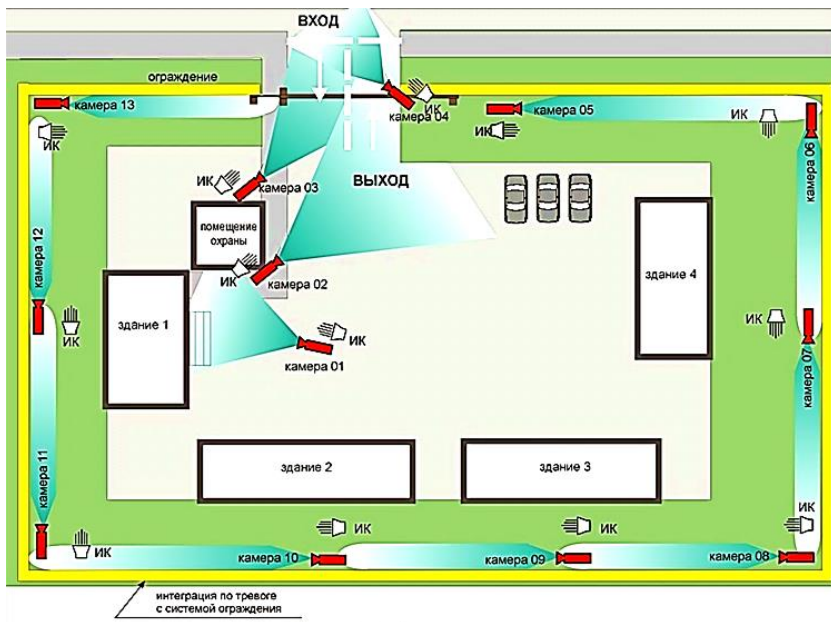 ВХОД
ограждение
камера 13
ИК
камера 04
камера 05
ИК
ИК
ИК
камера 06
ИК
камера 03
ВЫХОД
камера 12
помещение
охраны
ИК
камера 02
здание 4
здание 1
ИК
ИК
ИК
камера 01
камера 07
здание 2
здание 3
камера 11
ИК
ИК
ИК
ИК
камера 10
камера 09
камера 08
интеграция по тревоге
с системой ограждения